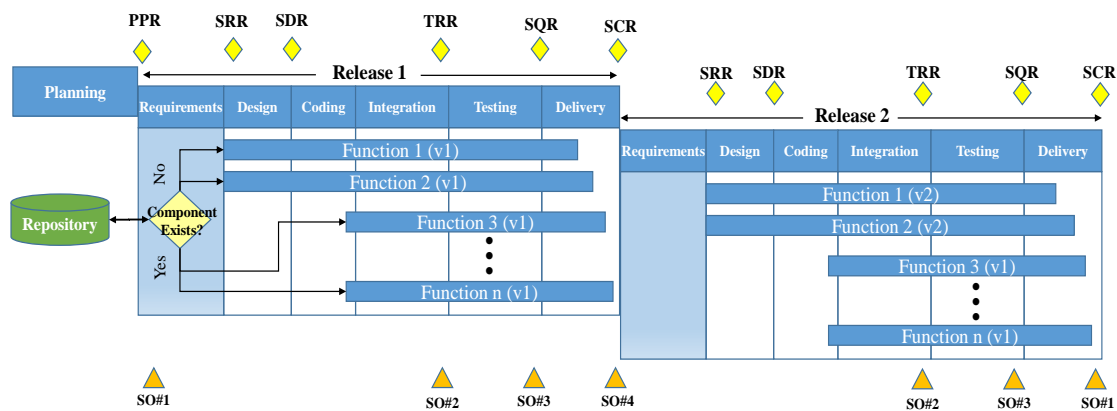 PPR
SRR
SDR
TRR
SQR
SCR
Release 1
Planning
Requirements
Design
Coding
Integration
Testing
Delivery
Function 1 (v1)
Function 2 (v1)
No
Component
Exists?
Repository
Yes
Function 3 (v1)
Function n (v1)
SO#1
SO#2
SO#3
SO#4
SRR
SDR
TRR
SQR
SCR
Release 2
Requirements
Design
Coding
Integration
Testing
Delivery
Function 1 (v2)
Function 2 (v2)
Function 3 (v1)
Function n (v1)
SO#2
SO#3
SO#1